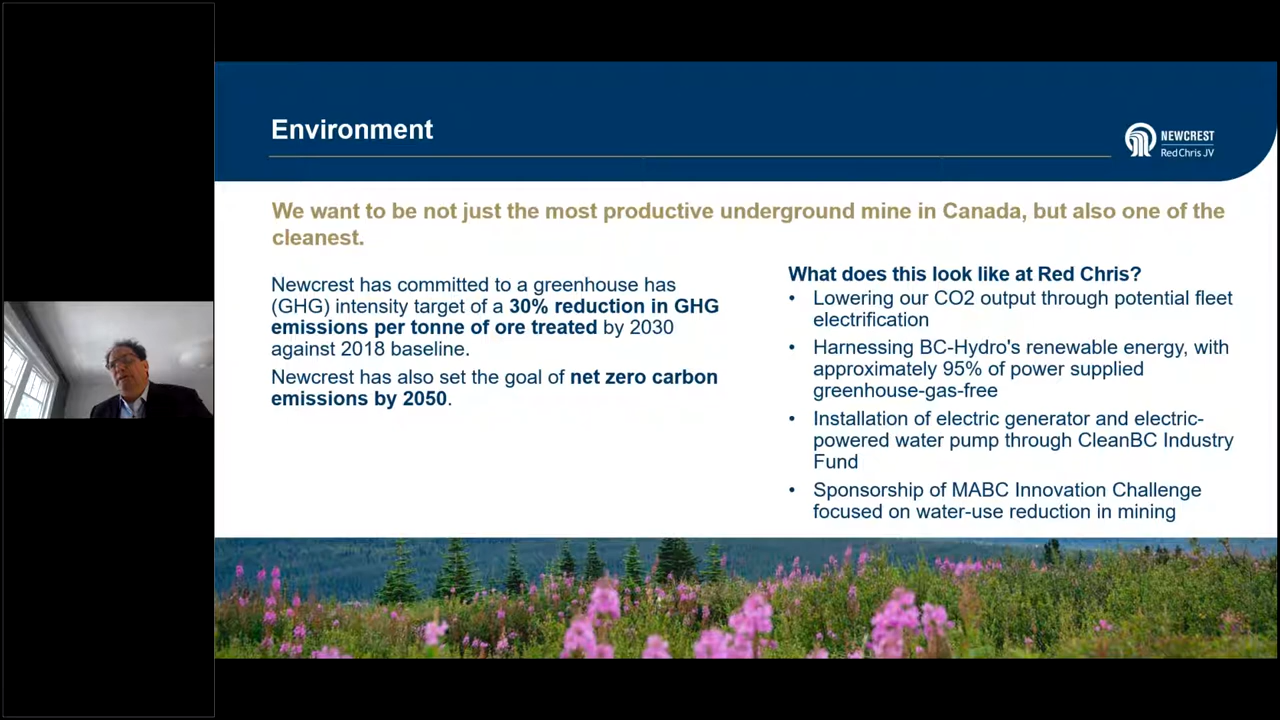 Environment
NEWCREST
Red Chris JV
We want to be not just the most productive underground mine in Canada, but also one of the
cleanest.
Newcrest has committed to a greenhouse has
(GHG) intensity target of a 30% reduction in GHG
emissions per tonne of ore treated by 2030
against 2018 baseline.
Newcrest has also set the goal of net zero carbon
emissions by 2050.
What does this look like at Red Chris?
• Lowering our CO2 output through potential fleet
electrification
• Harnessing BC-Hydro's renewable energy, with
approximately 95% of power supplied
greenhouse-gas-free
• Installation of electric generator and electric-
powered water pump through CleanBC Industry
Fund
• Sponsorship of MABC Innovation Challenge
focused on water-use reduction in mining